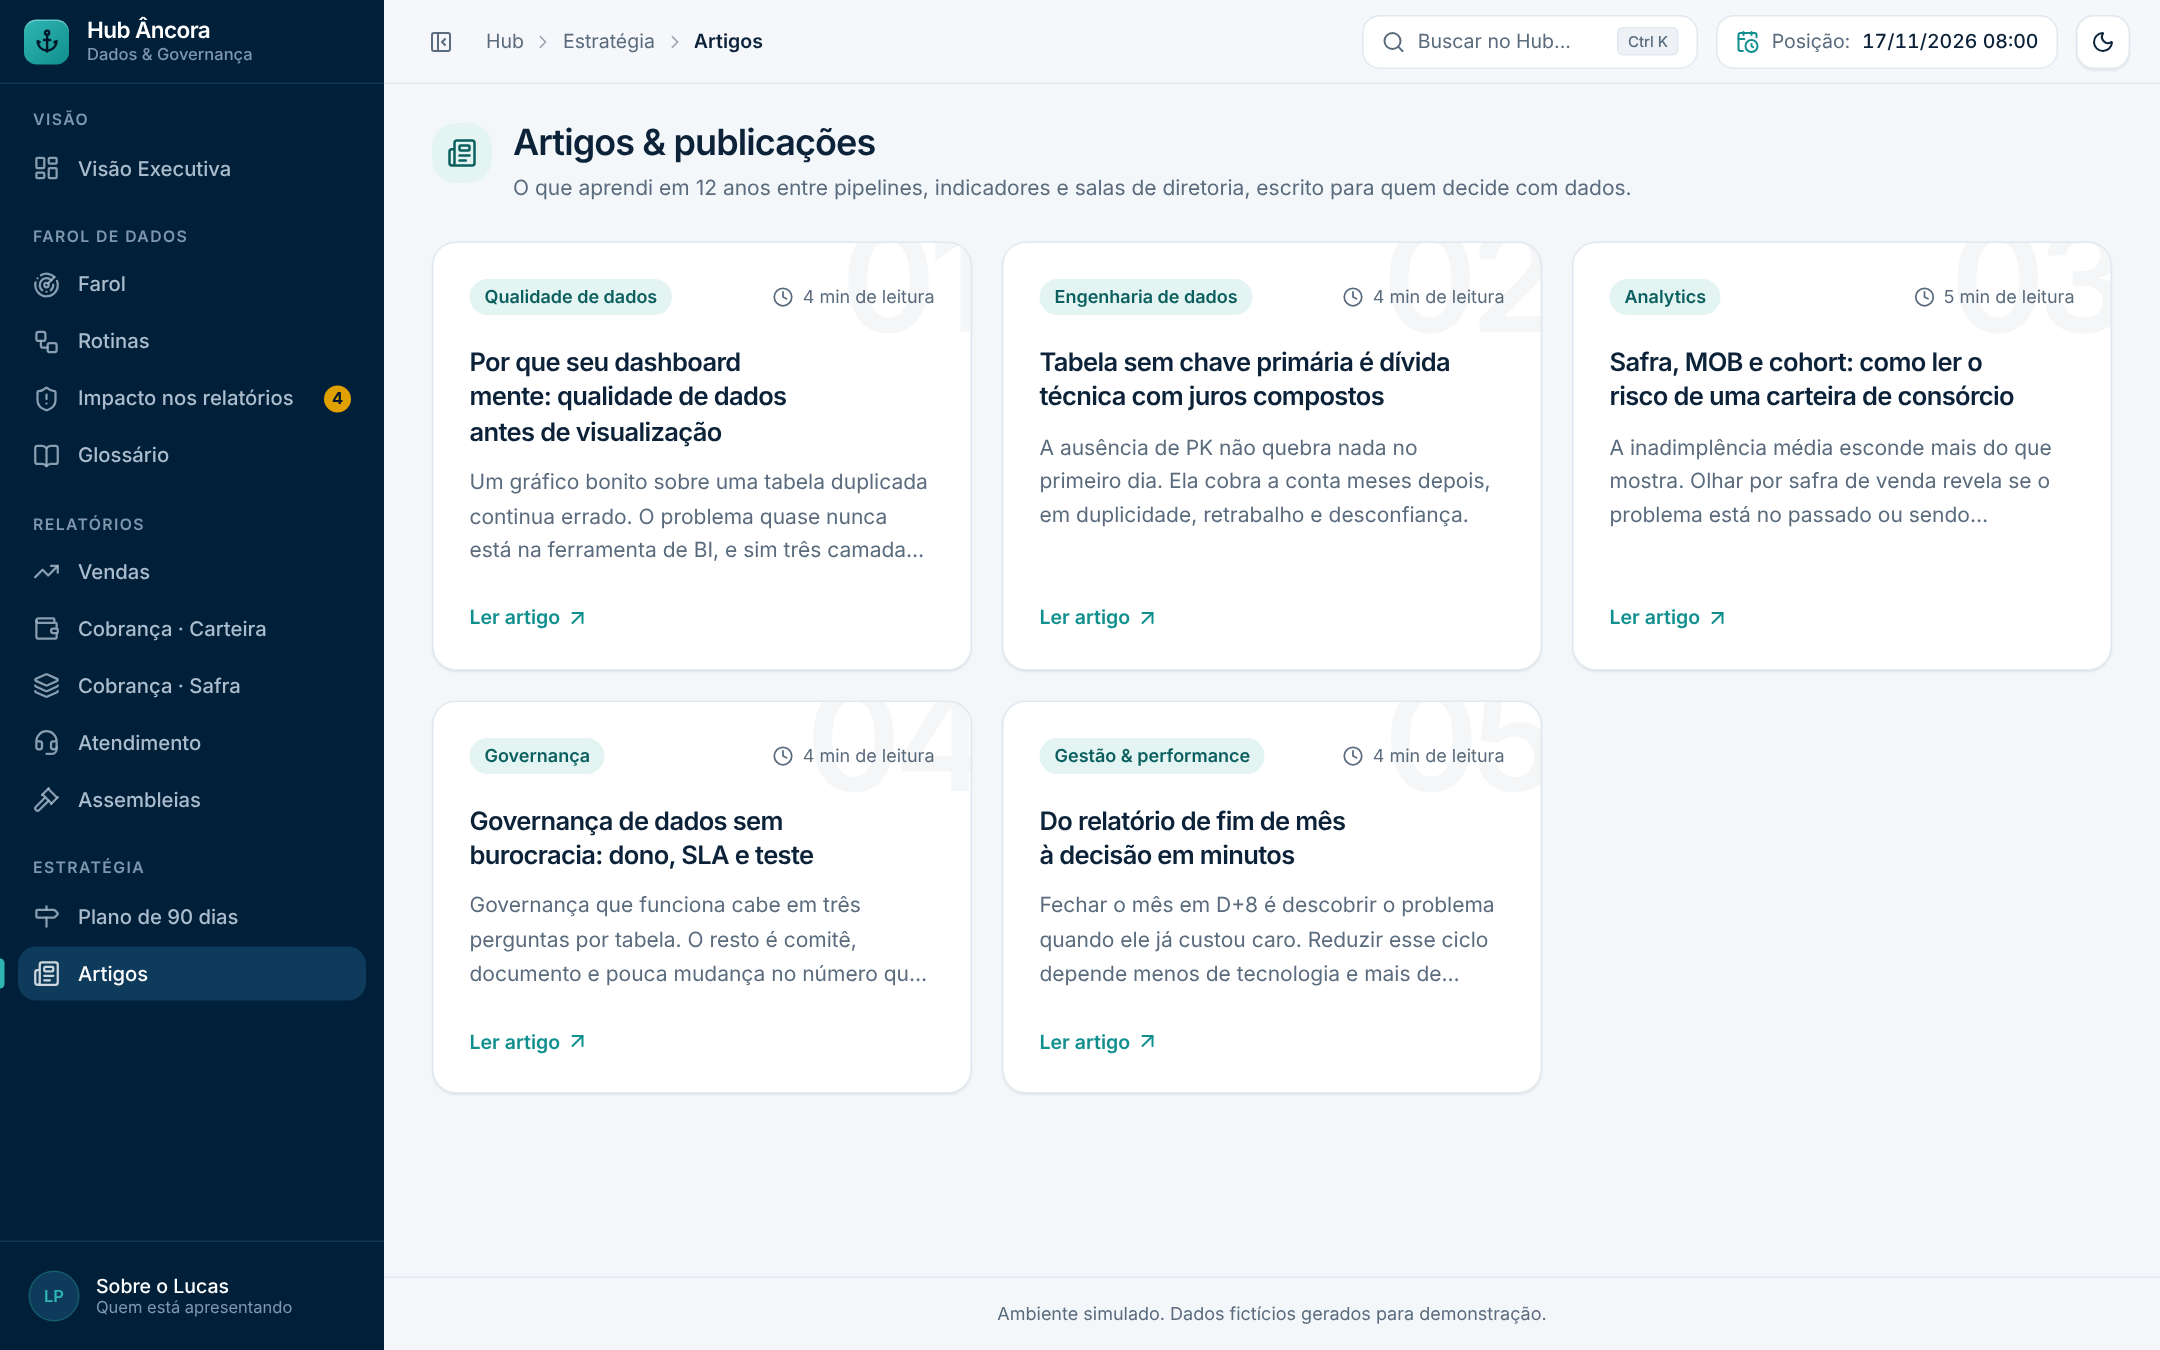 Hub Âncora
Dados & Governança
VISÃO
Visão Executiva
FAROL DE DADOS
Farol
Rotinas
Impacto nos relatórios 4
Glossário
RELATÓRIOS
Vendas
Cobrança · Carteira
Cobrança · Safra
Atendimento
Assembleias
ESTRATÉGIA
Plano de 90 dias
Artigos
LP
Sobre o Lucas
Quem está apresentando
Hub > Estratégia > Artigos
Buscar no Hub... Ctrl K
Posição: 17/11/2026 08:00
Artigos & publicações
O que aprendi em 12 anos entre pipelines, indicadores e salas de diretoria, escrito para quem decide com dados.
01
Qualidade de dados
4 min de leitura
Por que seu dashboard
mente: qualidade de dados
antes de visualização
Um gráfico bonito sobre uma tabela duplicada
continua errado. O problema quase nunca
está na ferramenta de BI, e sim três camada...
Ler artigo
02
Engenharia de dados
4 min de leitura
Tabela sem chave primária é dívida
técnica com juros compostos
A ausência de PK não quebra nada no
primeiro dia. Ela cobra a conta meses depois,
em duplicidade, retrabalho e desconfiança.
Ler artigo
03
Analytics
5 min de leitura
Safra, MOB e cohort: como ler o
risco de uma carteira de consórcio
A inadimplência média esconde mais do que
mostra. Olhar por safra de venda revela se o
problema está no passado ou sendo...
Ler artigo
04
Governança
4 min de leitura
Governança de dados sem
burocracia: dono, SLA e teste
Governança que funciona cabe em três
perguntas por tabela. O resto é comitê,
documento e pouca mudança no número qu...
Ler artigo
05
Gestão & performance
4 min de leitura
Do relatório de fim de mês
à decisão em minutos
Fechar o mês em D+8 é descobrir o problema
quando ele já custou caro. Reduzir esse ciclo
depende menos de tecnologia e mais de...
Ler artigo
Ambiente simulado. Dados fictícios gerados para demonstração.